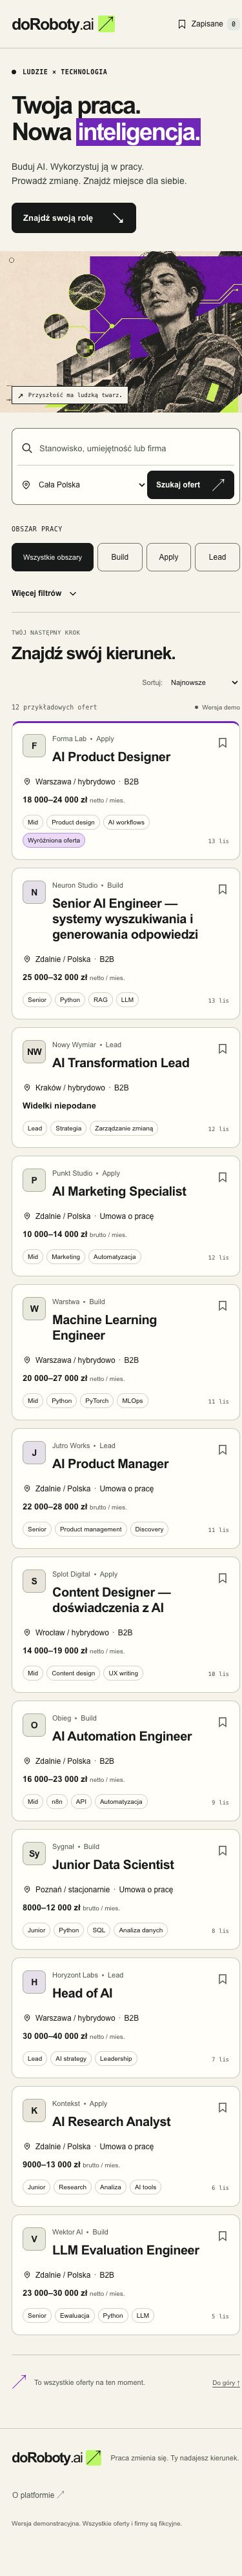 doRoboty.ai
Zapisane 0
LUDZIE × TECHNOLOGIA
Twoja praca.
Nowa inteligencja.
Buduj AI. Wykorzystuj ją w pracy.
Prowadź zmianę. Znajdź miejsce dla siebie.
Znajdź swoją rolę ↘
↗ Przyszłość ma ludzką twarz.
Stanowisko, umiejętność lub firma
Cała Polska
Szukaj ofert
OBSZAR PRACY
Wszystkie obszary
Build
Apply
Lead
Więcej filtrów
TWÓJ NASTĘPNY KROK
Znajdź swój kierunek.
Sortuj: Najnowsze
12 przykładowych ofert
Wersja demo
F
Forma Lab • Apply
AI Product Designer
Warszawa / hybrydowo · B2B
18 000–24 000 zł netto / mies.
Mid Product design AI workflows
Wyróżniona oferta
13 lis
N
Neuron Studio • Build
Senior AI Engineer —
systemy wyszukiwania i
generowania odpowiedzi
Zdalnie / Polska · B2B
25 000–32 000 zł netto / mies.
Senior Python RAG LLM
13 lis
NW
Nowy Wymiar • Lead
AI Transformation Lead
Kraków / hybrydowo · B2B
Widełki niepodane
Lead Strategia Zarządzanie zmianą
12 lis
P
Punkt Studio • Apply
AI Marketing Specialist
Zdalnie / Polska · Umowa o pracę
10 000–14 000 zł brutto / mies.
Mid Marketing Automatyzacja
12 lis
W
Warstwa • Build
Machine Learning
Engineer
Warszawa / hybrydowo · B2B
20 000–27 000 zł netto / mies.
Mid Python PyTorch MLOps
11 lis
J
Jutro Works • Lead
AI Product Manager
Zdalnie / Polska · Umowa o pracę
22 000–28 000 zł brutto / mies.
Senior Product management Discovery
11 lis
S
Splot Digital • Apply
Content Designer —
doświadczenia z AI
Wrocław / hybrydowo · B2B
14 000–19 000 zł netto / mies.
Mid Content design UX writing
10 lis
O
Obieg • Build
AI Automation Engineer
Zdalnie / Polska · B2B
16 000–23 000 zł netto / mies.
Mid n8n API Automatyzacja
9 lis
Sy
Sygnał • Build
Junior Data Scientist
Poznań / stacjonarnie · Umowa o pracę
8000–12 000 zł brutto / mies.
Junior Python SQL Analiza danych
8 lis
H
Horyzont Labs • Lead
Head of AI
Warszawa / hybrydowo · B2B
30 000–40 000 zł netto / mies.
Lead AI strategy Leadership
7 lis
K
Kontekst • Apply
AI Research Analyst
Zdalnie / Polska · Umowa o pracę
9000–13 000 zł brutto / mies.
Junior Research Analiza AI tools
6 lis
V
Wektor AI • Build
LLM Evaluation Engineer
Zdalnie / Polska · B2B
23 000–30 000 zł netto / mies.
Senior Ewaluacja Python LLM
5 lis
To wszystkie oferty na ten moment.
Do góry ↑
doRoboty.ai
Praca zmienia się. Ty nadajesz kierunek.
O platformie ↗
Wersja demonstracyjna. Wszystkie oferty i firmy są fikcyjne.